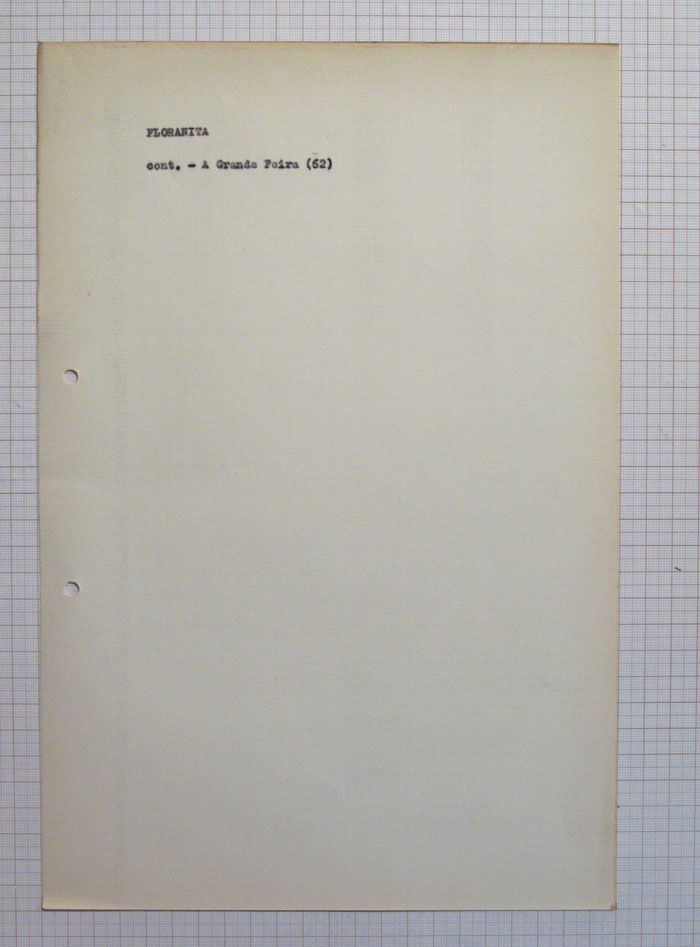 FLORANITA
cont. - A Grande Feira (62)